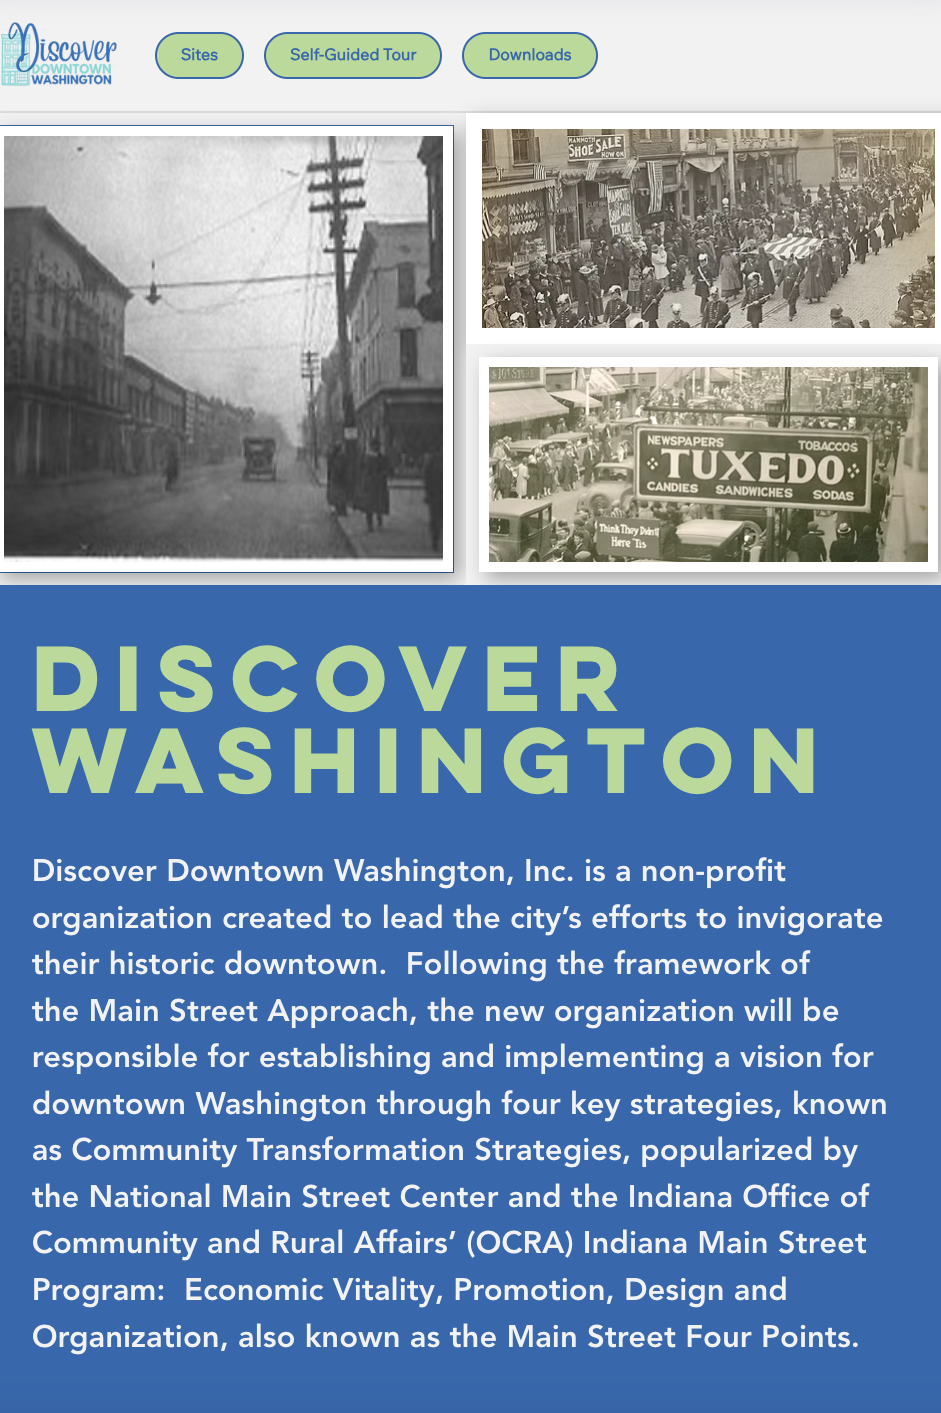 Discover
DOWNTOWN
WASHINGTON
Sites
Self-Guided Tour
Downloads
MAMMOTH
SHOE SALE
NOW ON
NEWSPAPERS TOBACCOS
TUXEDO
CANDIES SANDWICHES SODAS
Think They Didn't
Here 'Tis
DISCOVER
WASHINGTON
Discover Downtown Washington, Inc. is a non-profit
organization created to lead the city’s efforts to invigorate
their historic downtown.  Following the framework of
the Main Street Approach, the new organization will be
responsible for establishing and implementing a vision for
downtown Washington through four key strategies, known
as Community Transformation Strategies, popularized by
the National Main Street Center and the Indiana Office of
Community and Rural Affairs’ (OCRA) Indiana Main Street
Program:  Economic Vitality, Promotion, Design and
Organization, also known as the Main Street Four Points.